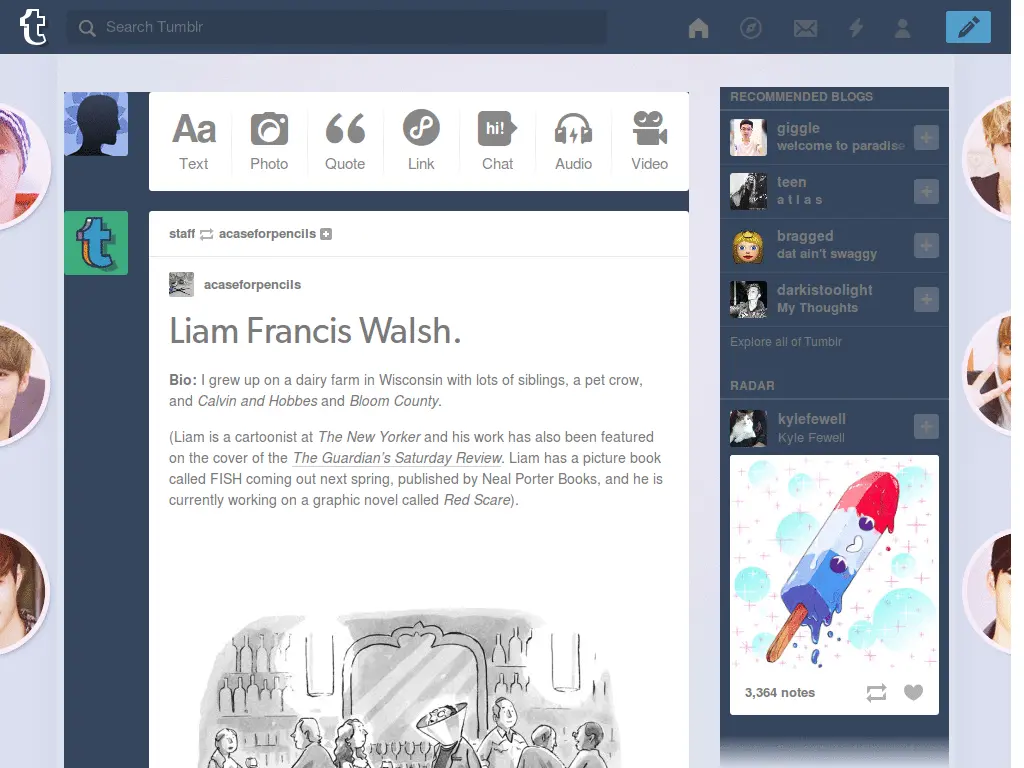 Search Tumblr
Aa
Text
Photo
Quote
Link
hi!
Chat
Audio
Video
staff acaseforpencils
acaseforpencils
Liam Francis Walsh.
Bio: I grew up on a dairy farm in Wisconsin with lots of siblings, a pet crow,
and Calvin and Hobbes and Bloom County.
(Liam is a cartoonist at The New Yorker and his work has also been featured
on the cover of the The Guardian’s Saturday Review. Liam has a picture book
called FISH coming out next spring, published by Neal Porter Books, and he is
currently working on a graphic novel called Red Scare).
RECOMMENDED BLOGS
giggle
welcome to paradise
teen
a t l a s
bragged
dat ain't swaggy
darkistoolight
My Thoughts
Explore all of Tumblr
RADAR
kylefewell
Kyle Fewell
3,364 notes